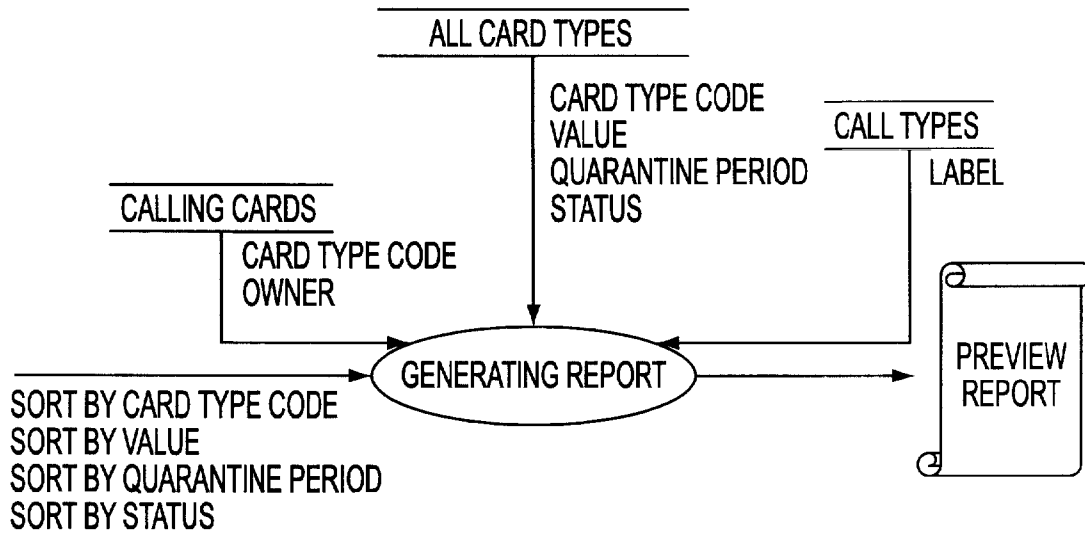 ALL CARD TYPES
CARD TYPE CODE
VALUE
QUARANTINE PERIOD
STATUS
CALL TYPES
LABEL
CALLING CARDS
CARD TYPE CODE
OWNER
GENERATING REPORT
PREVIEW
REPORT
SORT BY CARD TYPE CODE
SORT BY VALUE
SORT BY QUARANTINE PERIOD
SORT BY STATUS